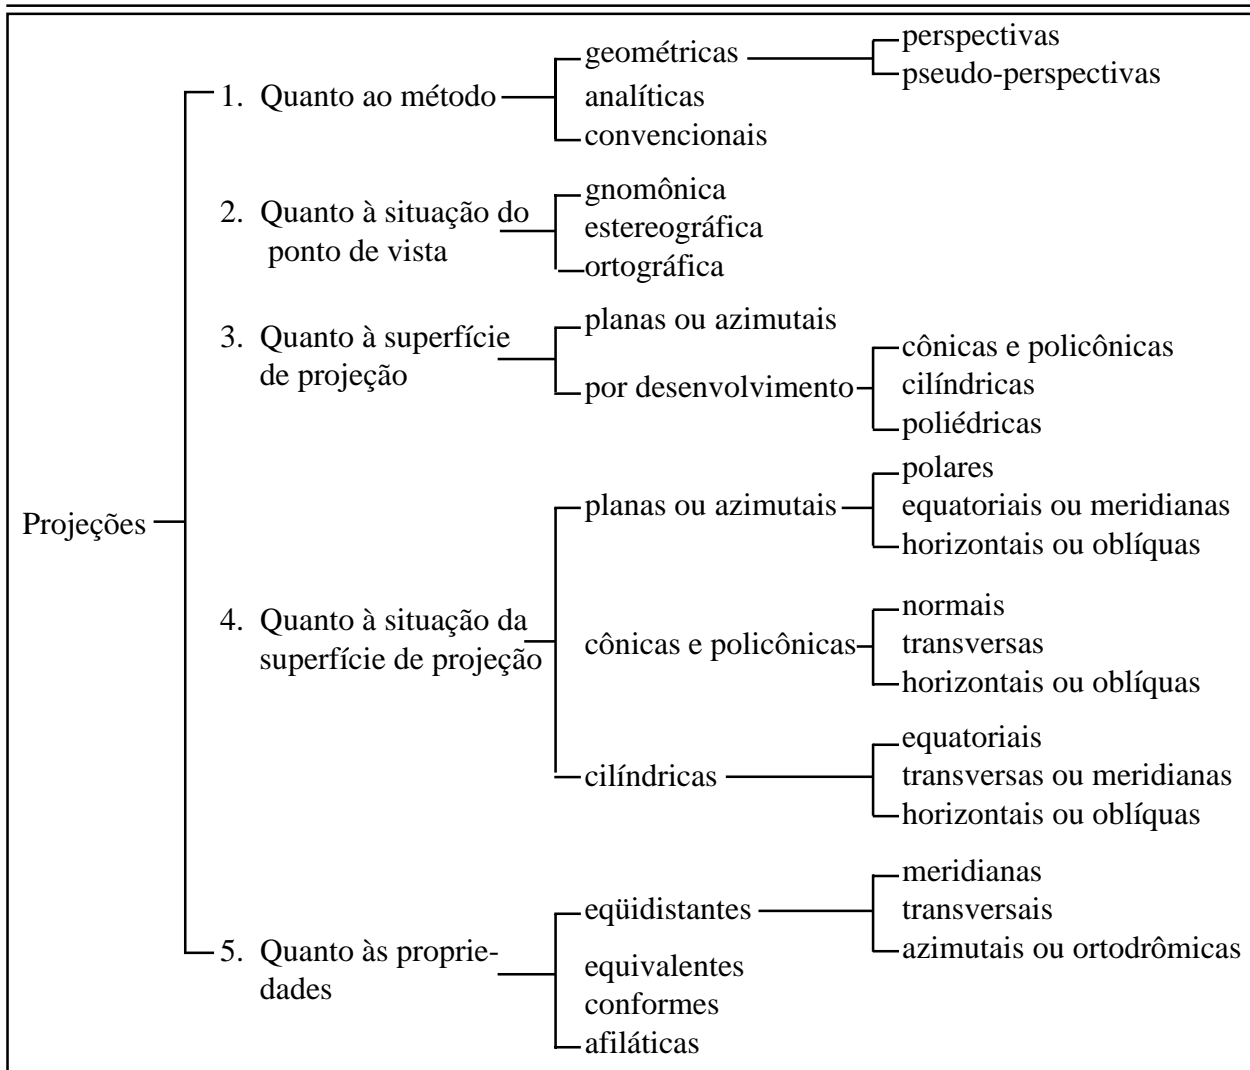 Projeções
1. Quanto ao método
geométricas
perspectivas
pseudo-perspectivas
analíticas
convencionais
2. Quanto à situação do
ponto de vista
gnomônica
estereográfica
ortográfica
3. Quanto à superfície
de projeção
planas ou azimutais
por desenvolvimento
cônicas e policônicas
cilíndricas
poliédricas
4. Quanto à situação da
superfície de projeção
planas ou azimutais
polares
equatoriais ou meridianas
horizontais ou oblíquas
cônicas e policônicas
normais
transversas
horizontais ou oblíquas
cilíndricas
equatoriais
transversas ou meridianas
horizontais ou oblíquas
5. Quanto às proprie-
dades
eqüidistantes
meridianas
transversais
azimutais ou ortodrômicas
equivalentes
conformes
afiláticas